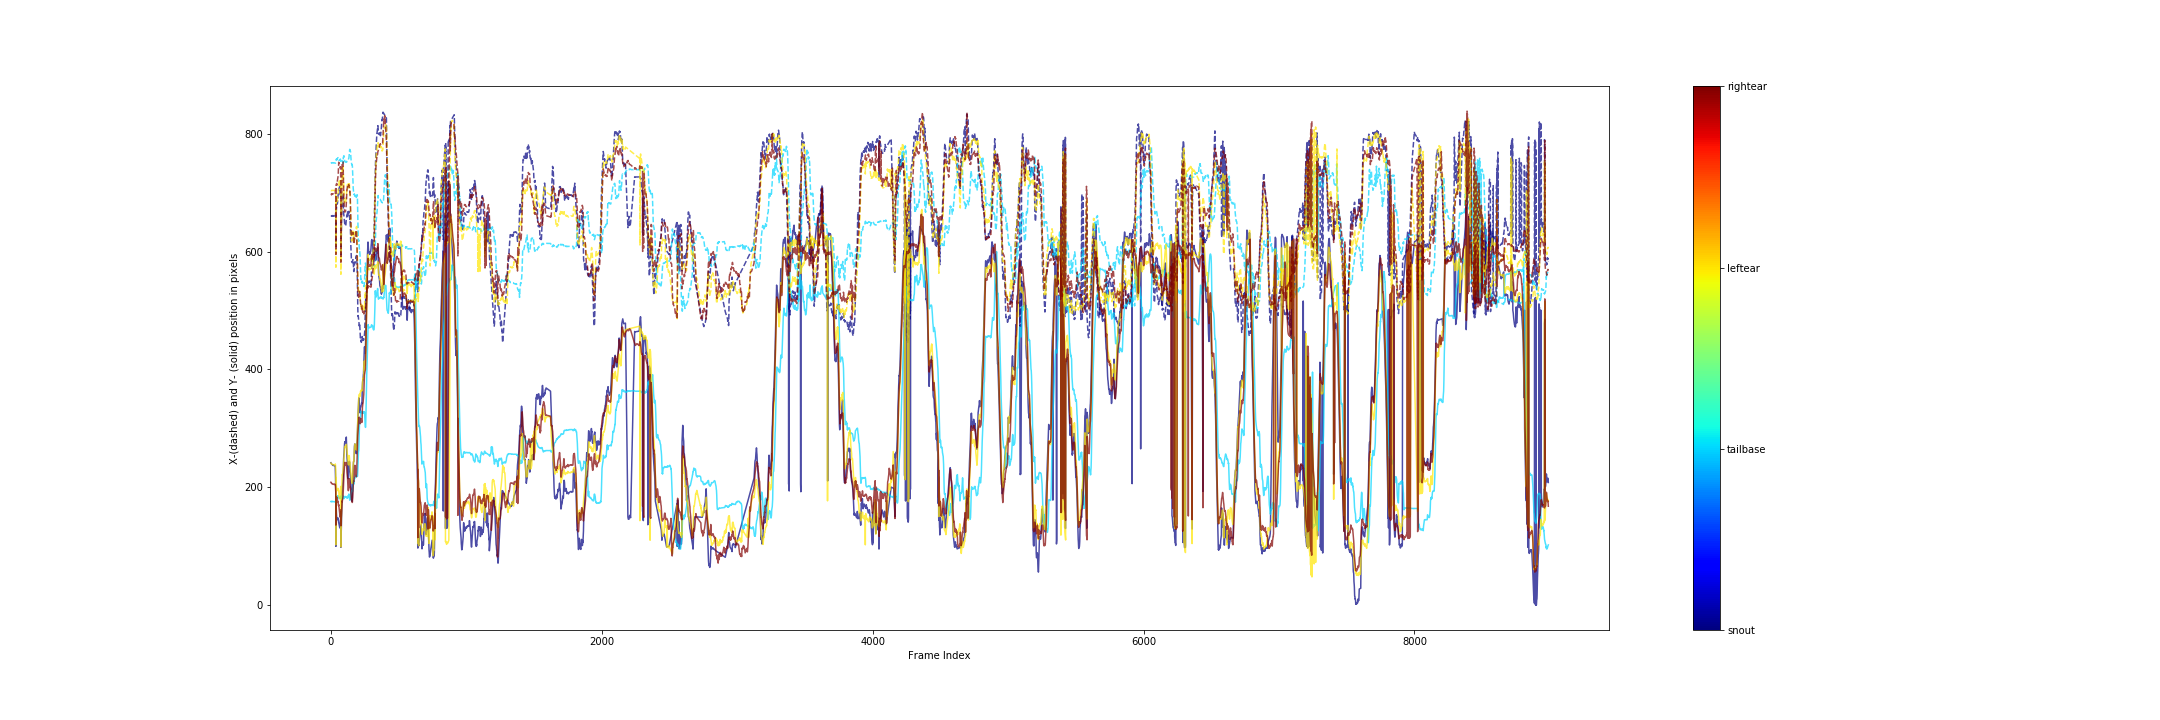 X-(dashed) and Y- (solid) position in pixels
800
600
400
200
0
0 2000 4000 6000 8000
Frame Index
rightear
leftear
tailbase
snout